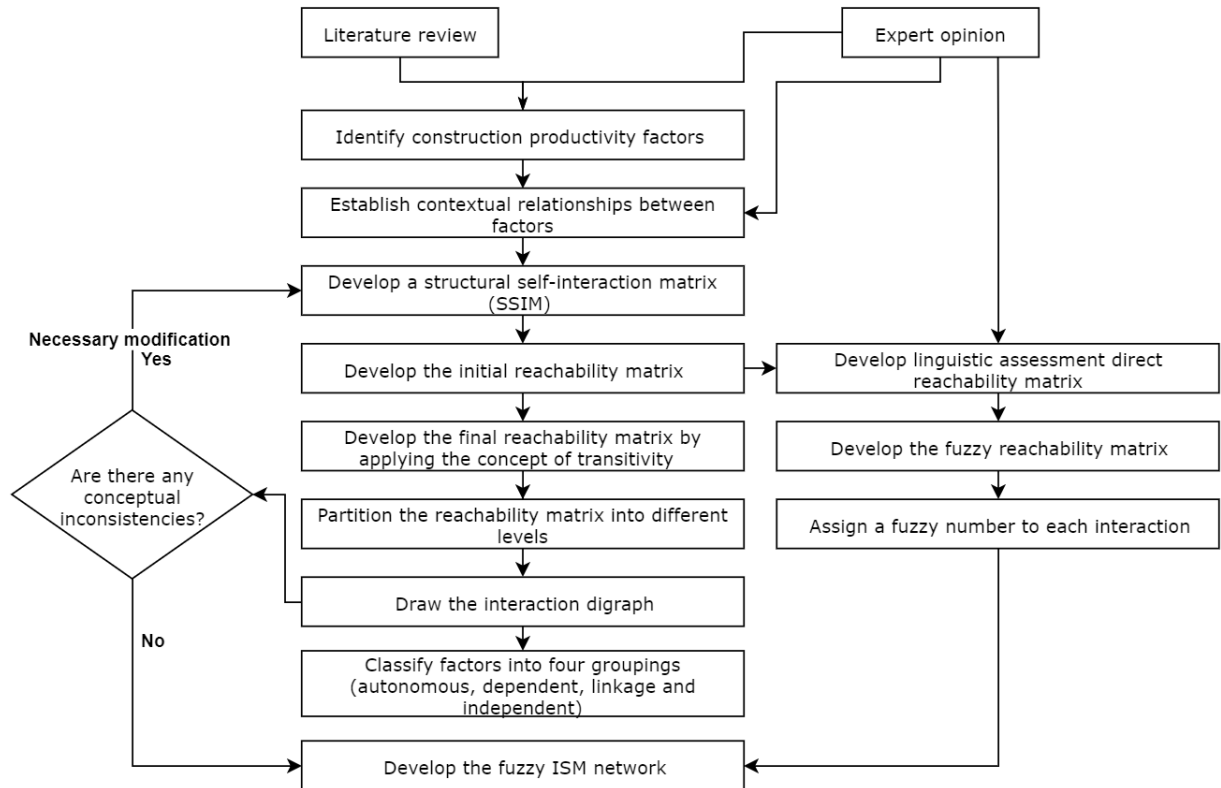 Literature review
Expert opinion
Identify construction productivity factors
Establish contextual relationships between
factors
Develop a structural self-interaction matrix
(SSIM)
Necessary modification
Yes
Develop the initial reachability matrix
Develop linguistic assessment direct
reachability matrix
Develop the final reachability matrix by
applying the concept of transitivity
Develop the fuzzy reachability matrix
Are there any
conceptual
inconsistencies?
Partition the reachability matrix into different
levels
Assign a fuzzy number to each interaction
Draw the interaction digraph
No
Classify factors into four groupings
(autonomous, dependent, linkage and
independent)
Develop the fuzzy ISM network